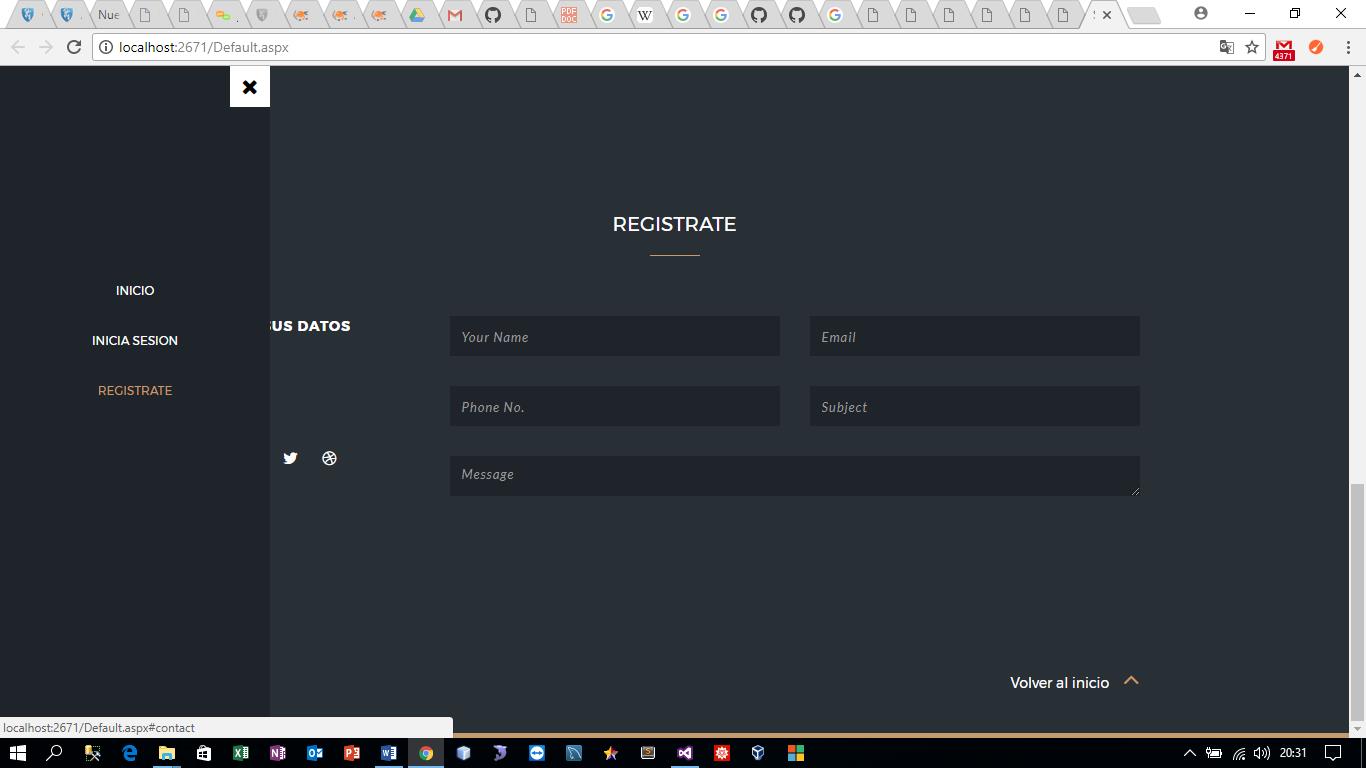 Nue
localhost:2671/Default.aspx
4371
REGISTRATE
INICIO
INICIA SESION
REGISTRATE
SUS DATOS
Your Name
Email
Phone No.
Subject
Message
Volver al inicio
localhost:2671/Default.aspx#contact
20:31